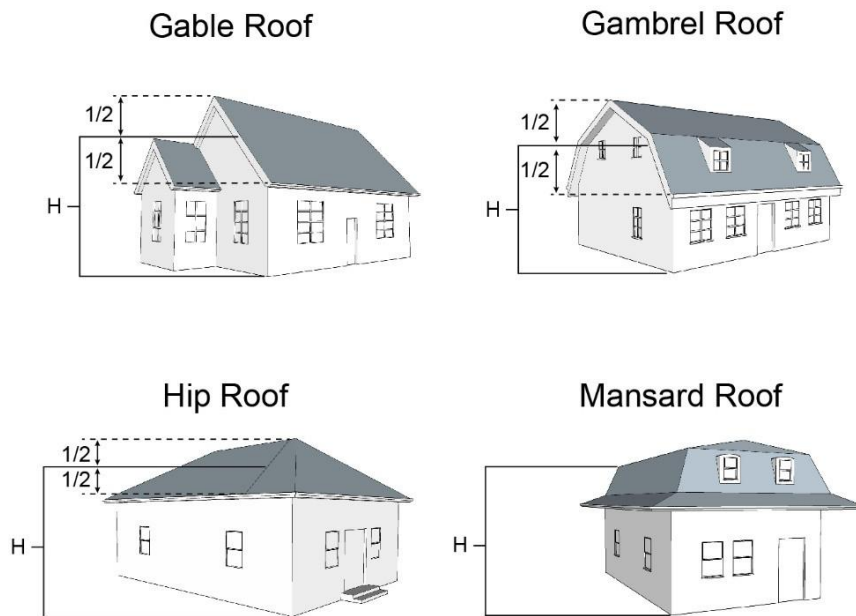 Gable Roof
Gambrel Roof
1/2
1/2
H
1/2
1/2
H
Hip Roof
Mansard Roof
1/2
1/2
H
H